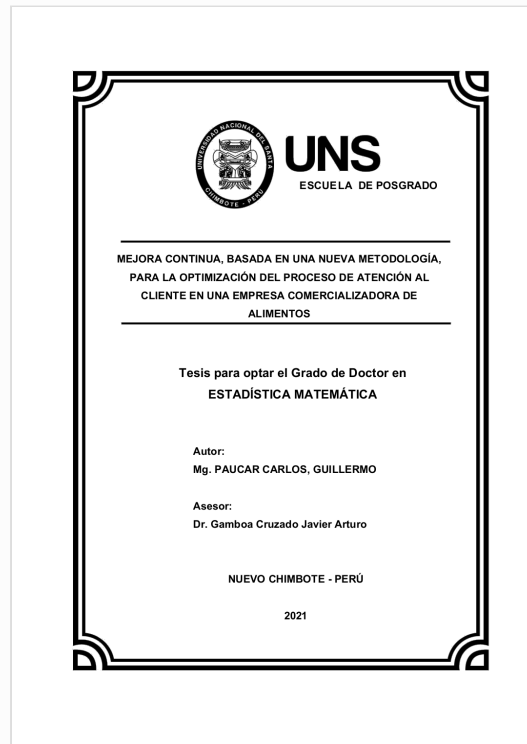 UNIVERSIDAD NACIONAL DEL SANTA
CHIMBOTE - PERÚ
UNS
ESCUELA DE POSGRADO
MEJORA CONTINUA, BASADA EN UNA NUEVA METODOLOGÍA,
PARA LA OPTIMIZACIÓN DEL PROCESO DE ATENCIÓN AL
CLIENTE EN UNA EMPRESA COMERCIALIZADORA DE
ALIMENTOS
Tesis para optar el Grado de Doctor en
ESTADÍSTICA MATEMÁTICA
Autor:
Mg. PAUCAR CARLOS, GUILLERMO
Asesor:
Dr. Gamboa Cruzado Javier Arturo
NUEVO CHIMBOTE - PERÚ
2021